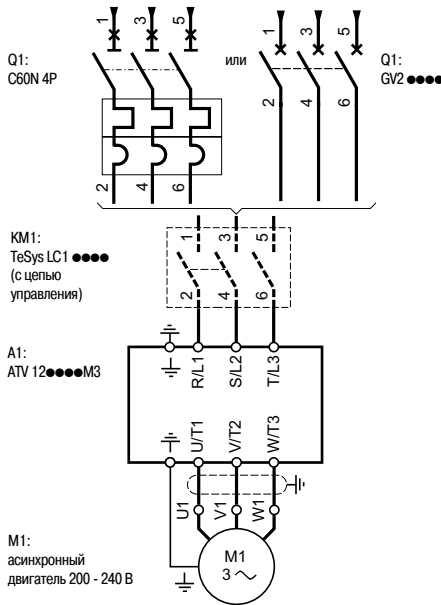 1 3 5
Q1:
C60N 4P
2 4 6
или
1 3 5
Q1:
GV2 ●●●●
2 4 6
KM1:
TeSys LC1 ●●●●
(с цепью
управления)
1 3 5
2 4 6
A1:
ATV 12●●●●M3
R/L1 S/L2 T/L3
U/T1 V/T2 W/T3
U1 V1 W1
M1:
асинхронный
двигатель 200 - 240 В
M1
3 ~